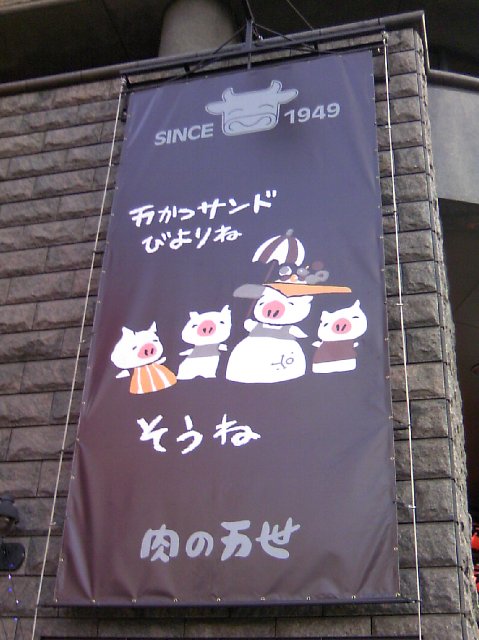 SINCE 1949
万かつサンド
びよりね
そうね
肉の万世